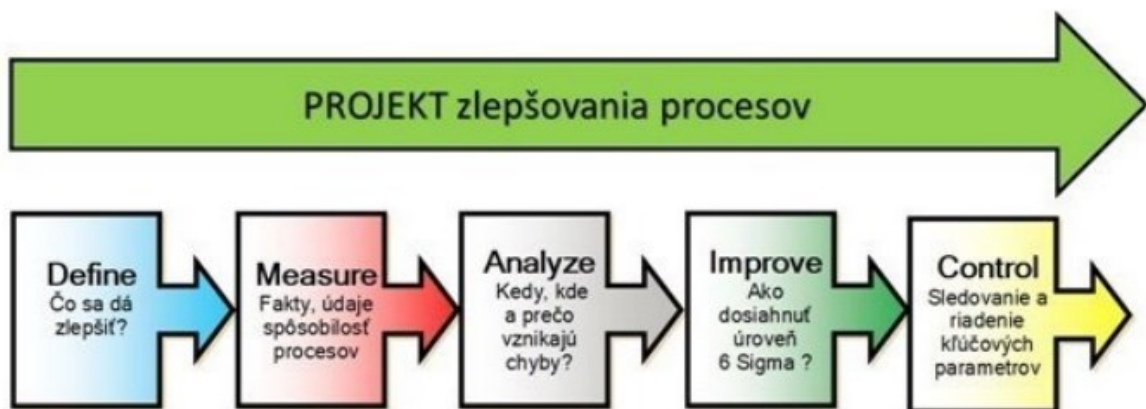 PROJEKT zlepšovania procesov
Define
Čo sa dá
zlepšiť?
Measure
Fakty, údaje
spôsobilosť
procesov
Analyze
Kedy, kde
a prečo
vznikajú
chyby?
Improve
Ako
dosiahnuť
úroveň
6 Sigma ?
Control
Sledovanie a
riadenie
kľúčových
parametrov